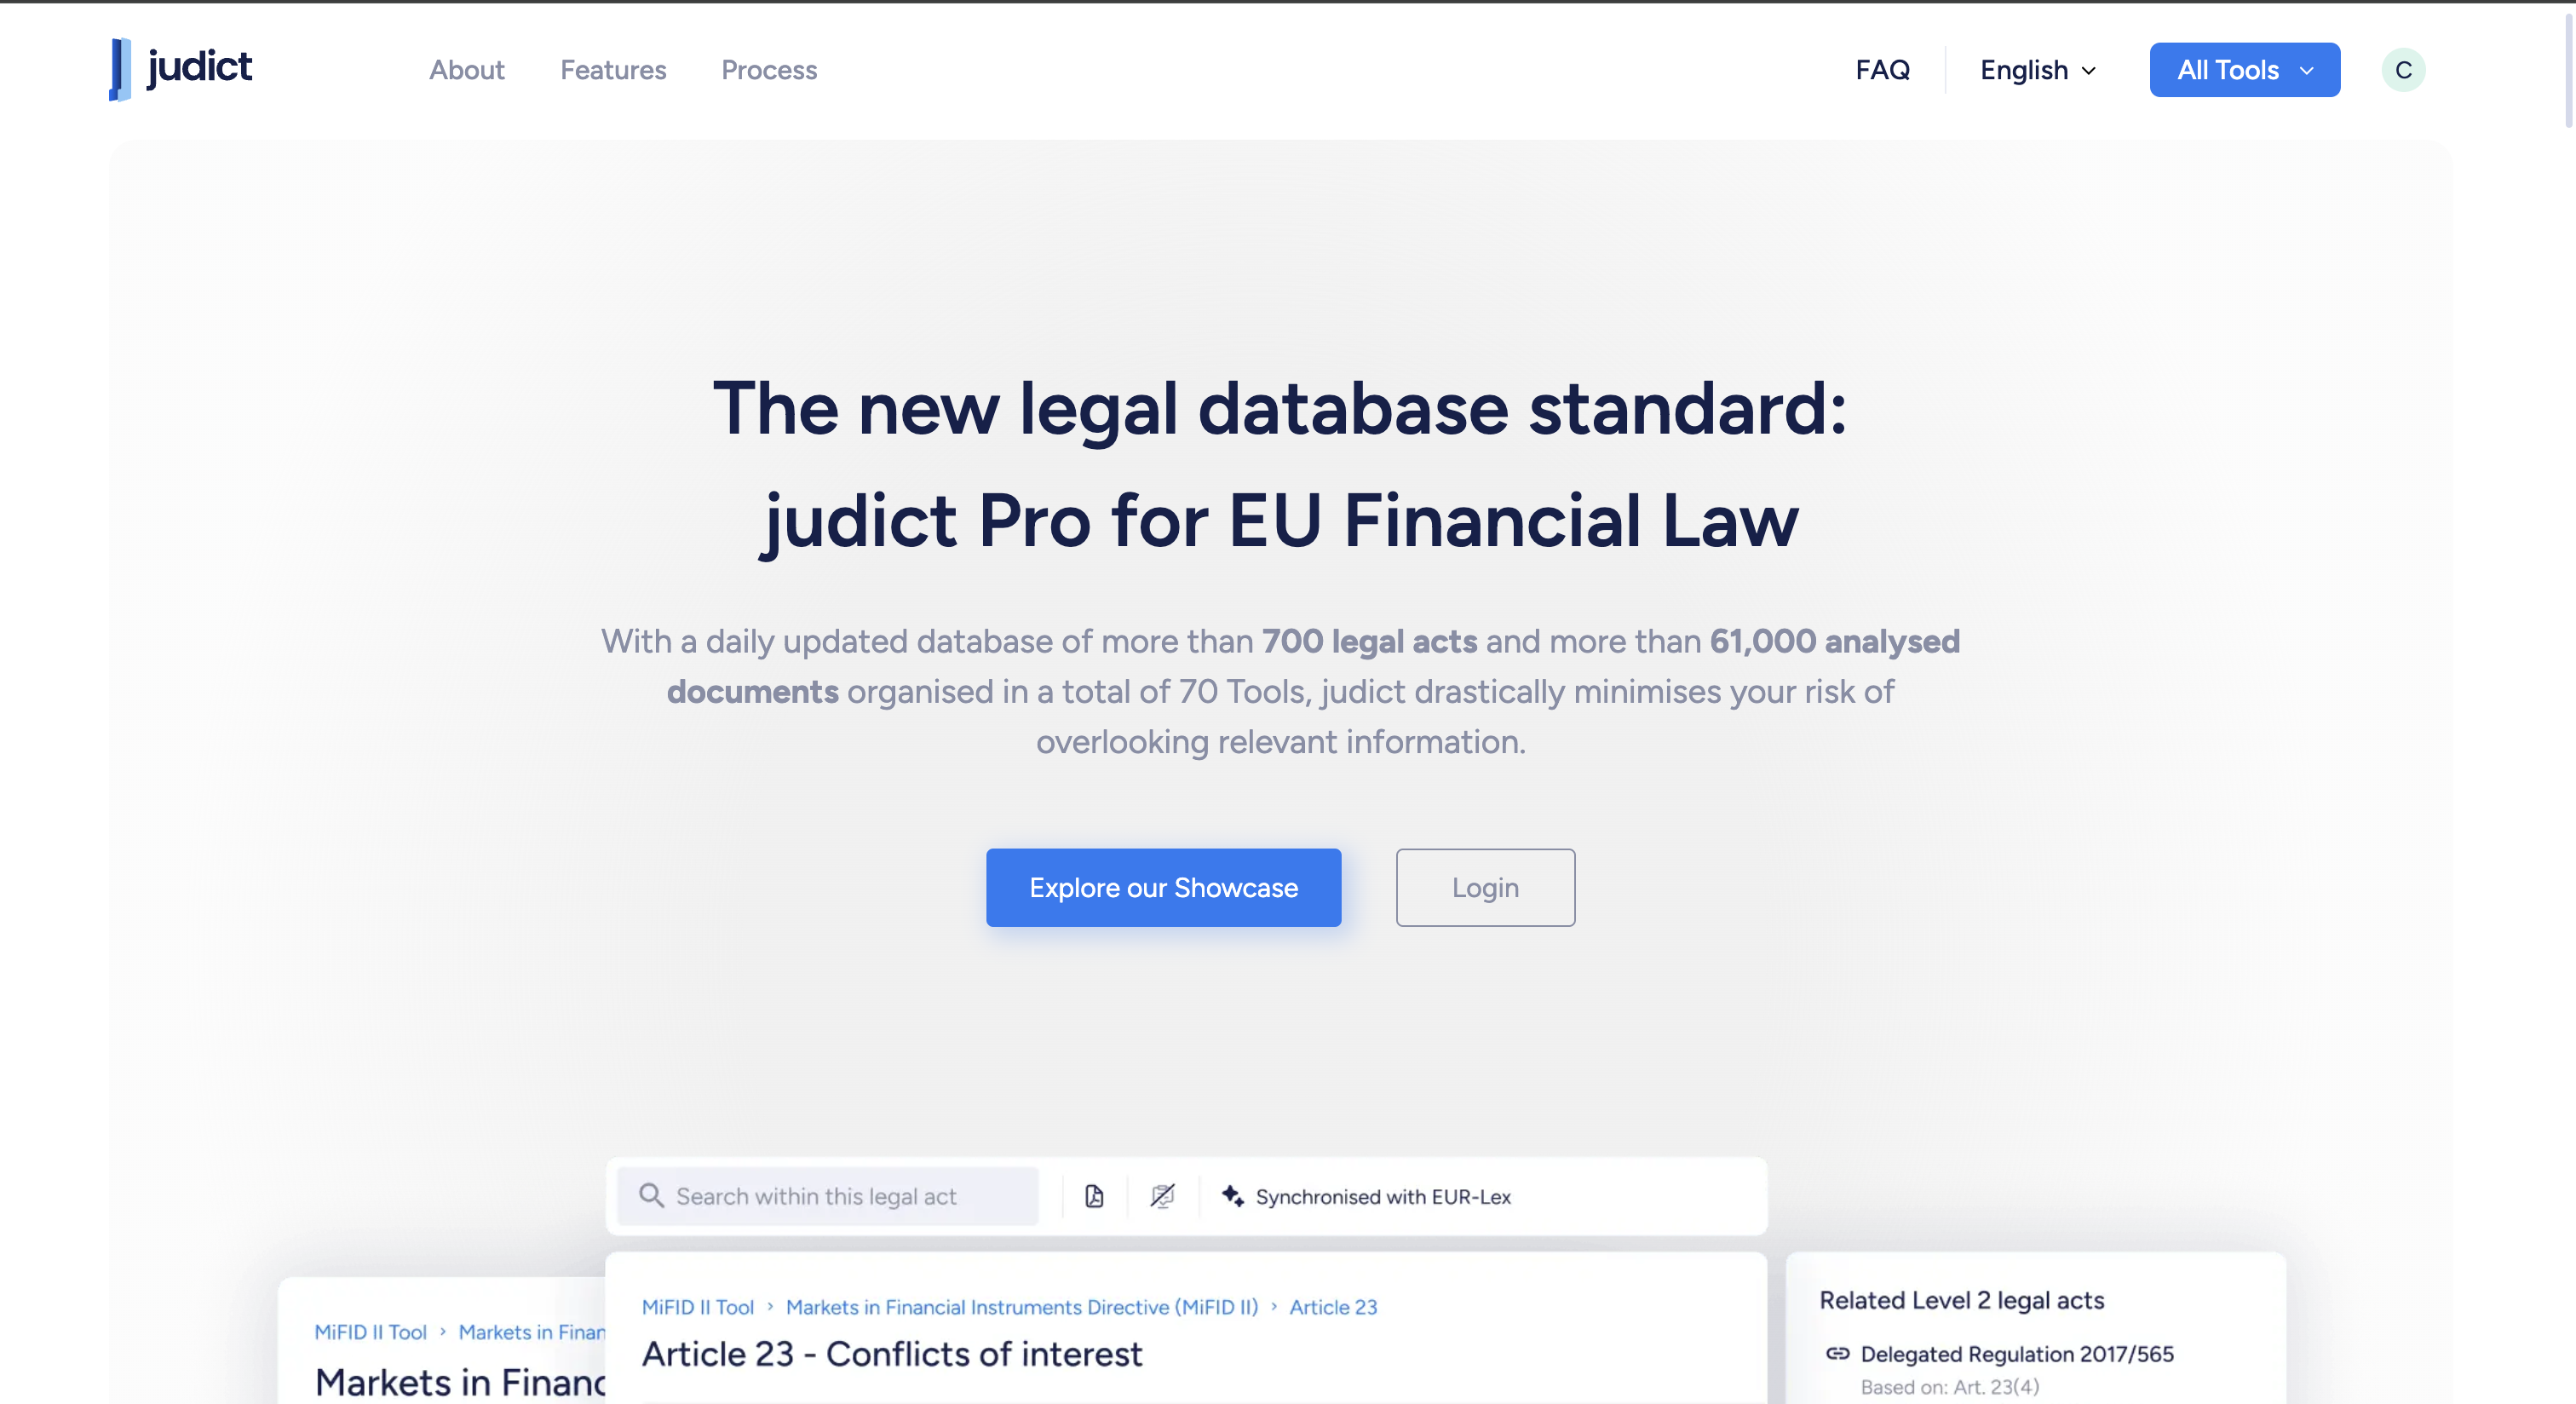 judict
About
Features
Process
FAQ
English
All Tools
C
The new legal database standard:
judict Pro for EU Financial Law
With a daily updated database of more than 700 legal acts and more than 61,000 analysed
documents organised in a total of 70 Tools, judict drastically minimises your risk of
overlooking relevant information.
Explore our Showcase
Login
Search within this legal act
Synchronised with EUR-Lex
MiFID II Tool > Markets in Finan
Markets in Financ
MiFID II Tool > Markets in Financial Instruments Directive (MiFID II) > Article 23
Article 23 - Conflicts of interest
Related Level 2 legal acts
Delegated Regulation 2017/565
Based on: Art. 23(4)